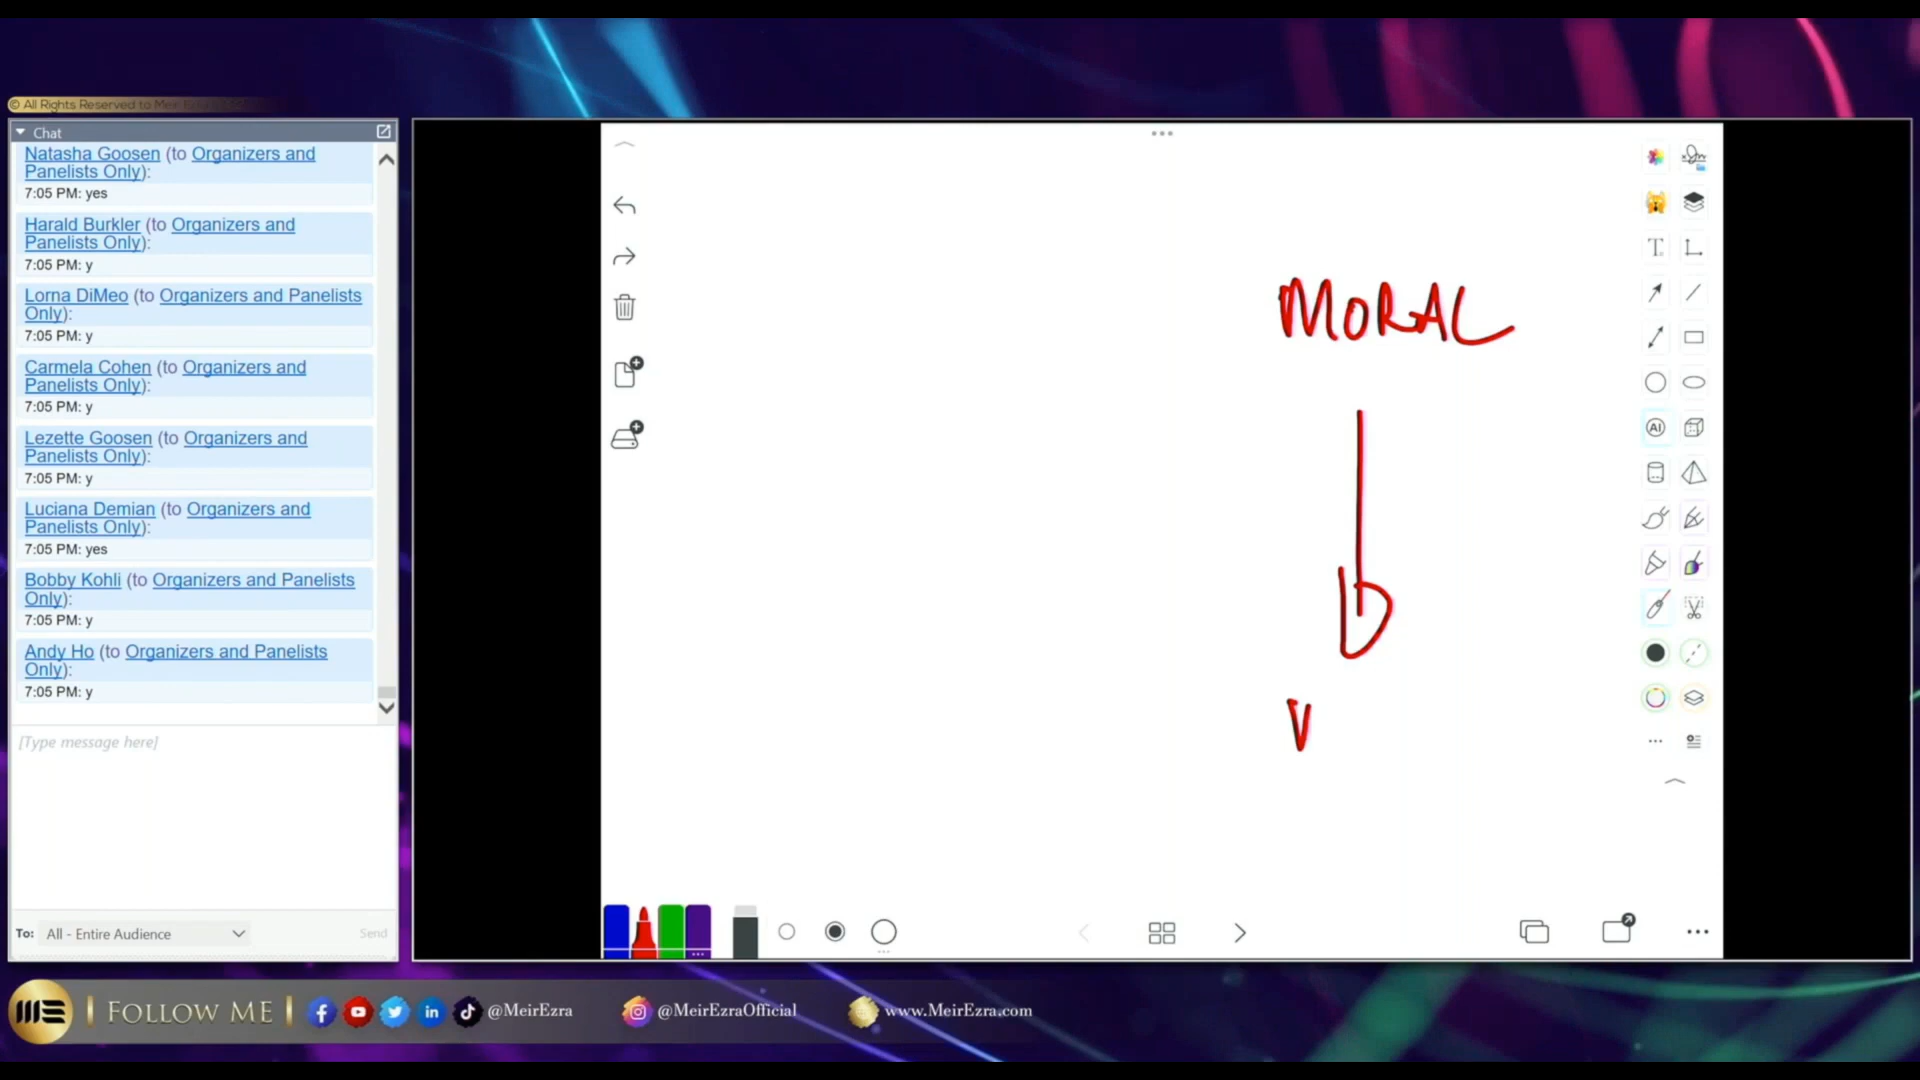 © All Rights Reserved to Meir
Chat
Natasha Goosen (to Organizers and
Panelists Only):
7:05 PM: yes
Harald Burkler (to Organizers and
Panelists Only):
7:05 PM: y
Lorna DiMeo (to Organizers and Panelists
Only):
7:05 PM: y
Carmela Cohen (to Organizers and
Panelists Only):
7:05 PM: y
Lezette Goosen (to Organizers and
Panelists Only):
7:05 PM: y
Luciana Demian (to Organizers and
Panelists Only):
7:05 PM: yes
Bobby Kohli (to Organizers and Panelists
Only):
7:05 PM: y
Andy Ho (to Organizers and Panelists
Only):
7:05 PM: y
[Type message here]
To: All - Entire Audience
Send
MORAL
V
AI
FOLLOW ME
@MeirEzra
@MeirEzraOfficial
www.MeirEzra.com